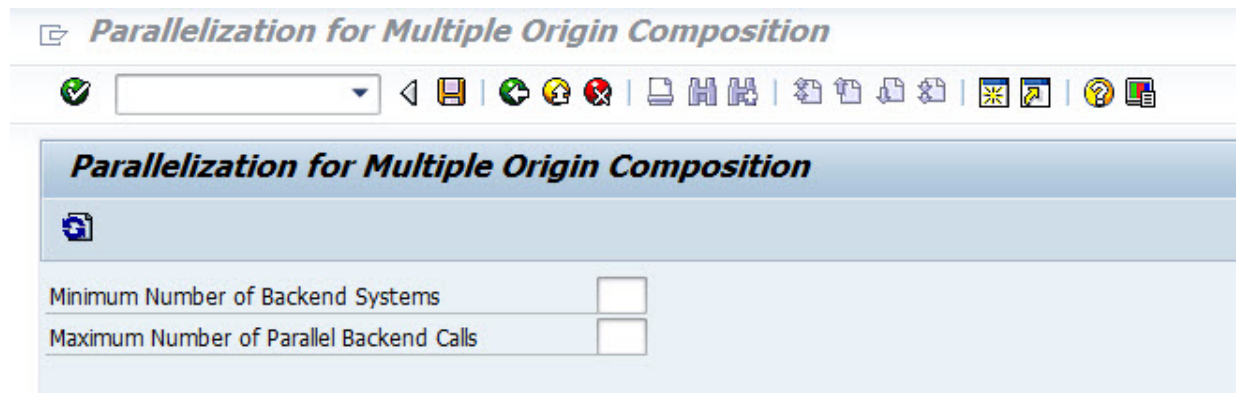 Parallelization for Multiple Origin Composition
Parallelization for Multiple Origin Composition
Minimum Number of Backend Systems
Maximum Number of Parallel Backend Calls